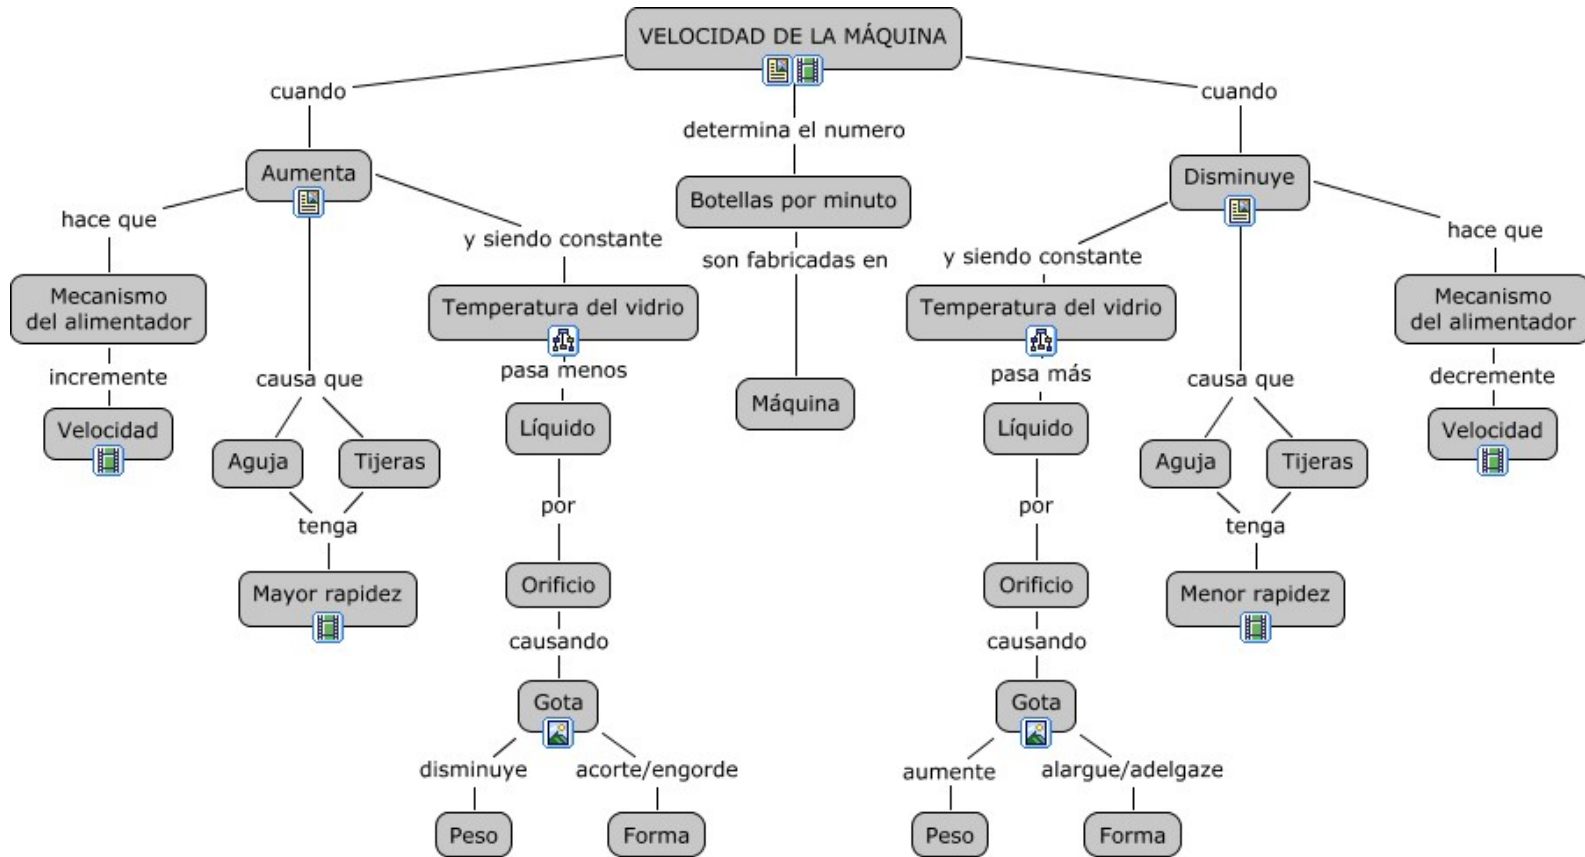 VELOCIDAD DE LA MÁQUINA
cuando
determina el numero
cuando
Aumenta
Botellas por minuto
Disminuye
hace que
y siendo constante
son fabricadas en
y siendo constante
hace que
Mecanismo
del alimentador
Temperatura del vidrio
Temperatura del vidrio
Mecanismo
del alimentador
incremente
causa que
pasa menos
Máquina
pasa más
causa que
decremente
Velocidad
Aguja
Tijeras
Líquido
Líquido
Aguja
Tijeras
Velocidad
tenga
por
por
tenga
Mayor rapidez
Orificio
Orificio
Menor rapidez
causando
causando
Gota
Gota
disminuye
acorte/engorde
aumente
alargue/adelgaze
Peso
Forma
Peso
Forma